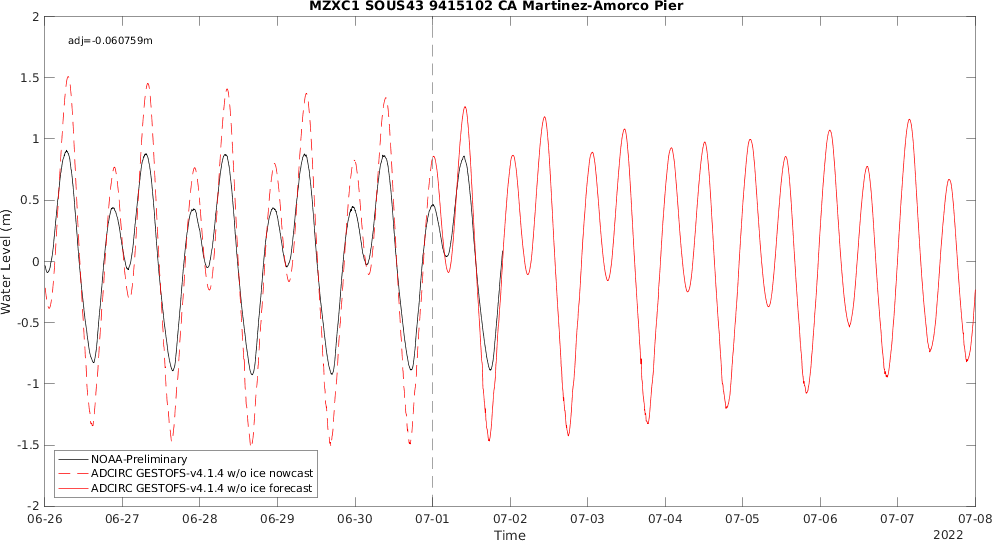 MZXC1 SOUS43 9415102 CA Martinez-Amorco Pier
adj=-0.060759m
2
1.5
1
0.5
0
-0.5
-1
-1.5
-2
Water Level (m)
NOAA-Preliminary
ADCIRC GESTOFS-v4.1.4 w/o ice nowcast
ADCIRC GESTOFS-v4.1.4 w/o ice forecast
06-26 06-27 06-28 06-29 06-30 07-01 07-02 07-03 07-04 07-05 07-06 07-07 07-08
Time
2022